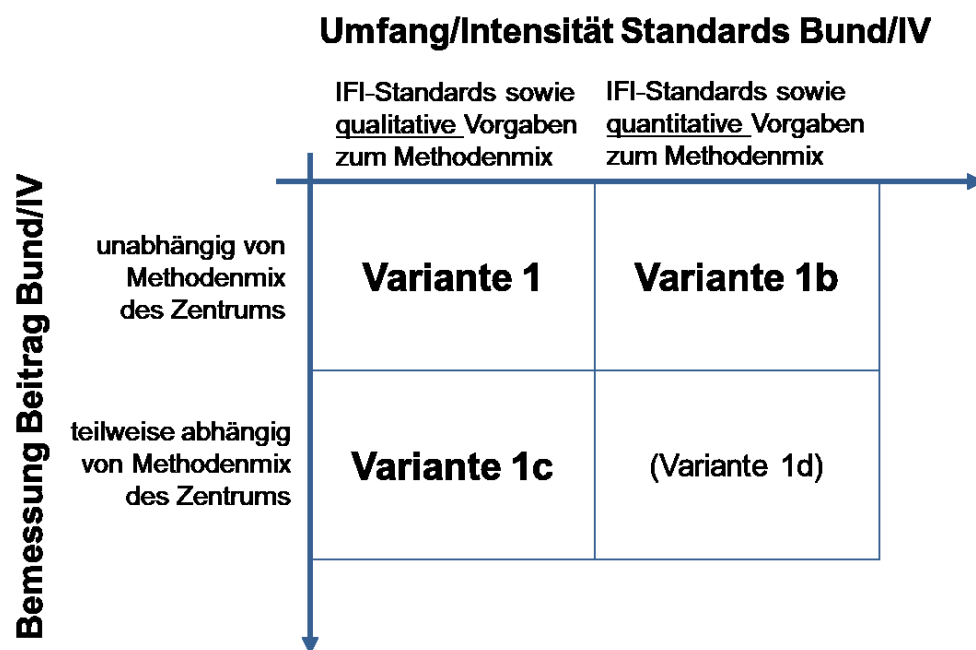 Umfang/Intensität Standards Bund/IV
IFI-Standards sowie
qualitative Vorgaben
zum Methodenmix
IFI-Standards sowie
quantitative Vorgaben
zum Methodenmix
Bemessung Beitrag Bund/IV
unabhängig von
Methodenmix
des Zentrums
Variante 1
Variante 1b
teilweise abhängig
von Methodenmix
des Zentrums
Variante 1c
(Variante 1d)